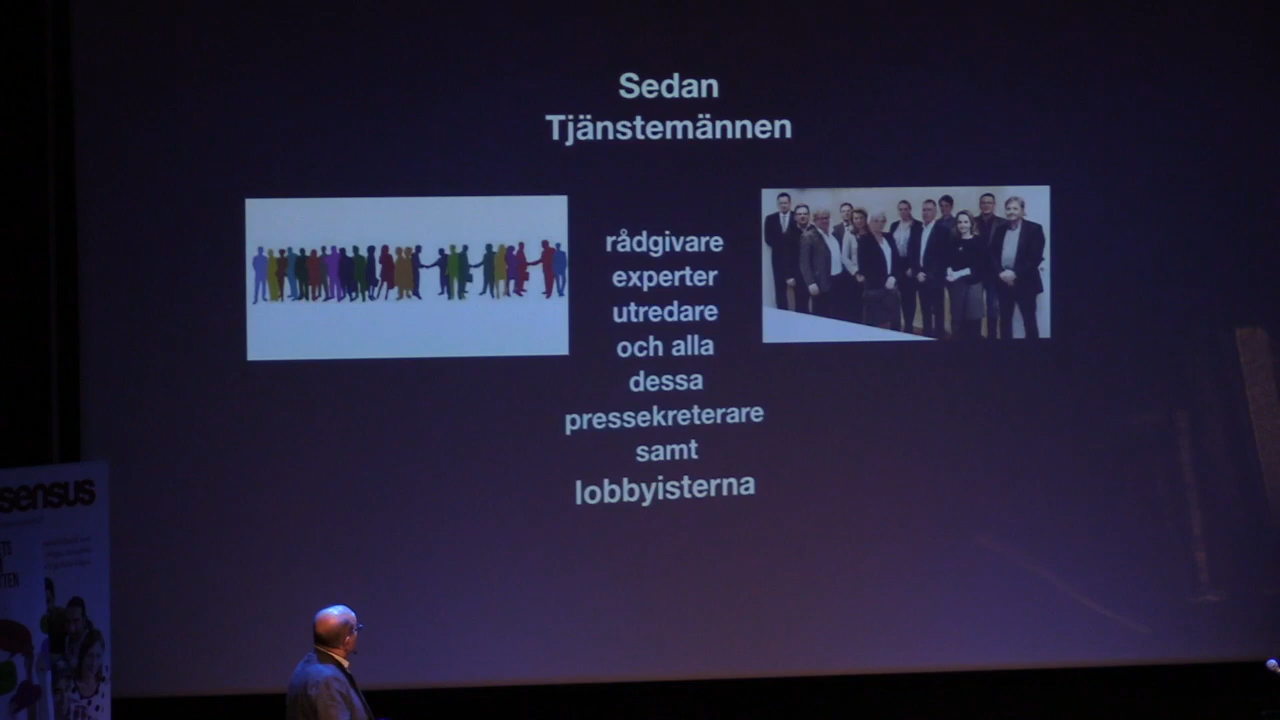 Sedan
Tjänstemännen
rådgivare
experter
utredare
och alla
dessa
pressekreterare
samt
lobbyisterna
sensus